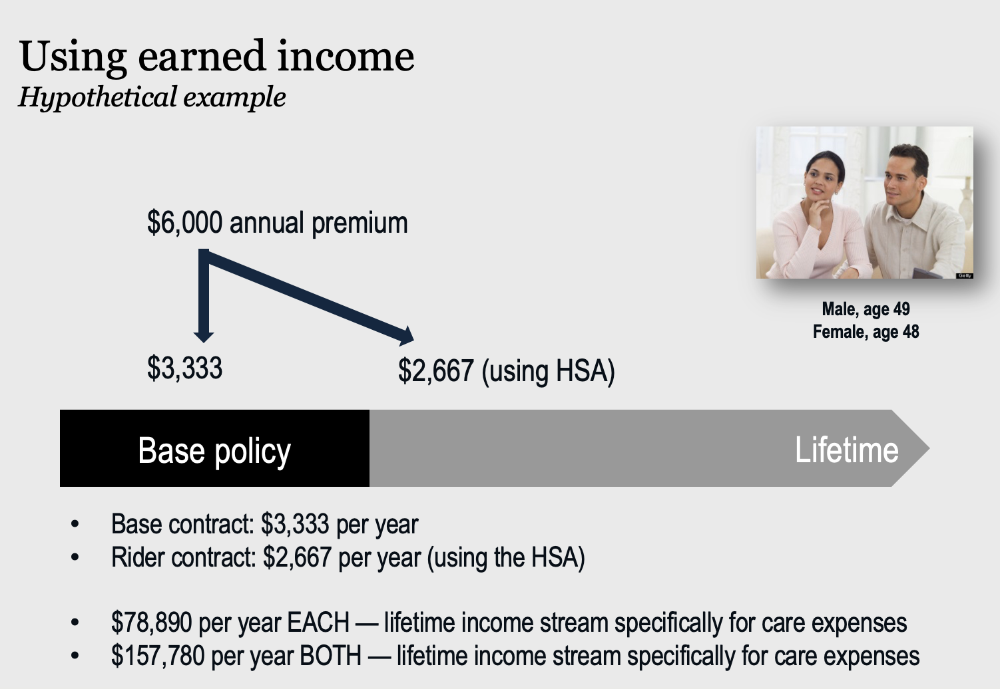 Using earned income
Hypothetical example
$6,000 annual premium
Getty
Male, age 49
Female, age 48
$3,333
$2,667 (using HSA)
Base policy
Lifetime
• Base contract: $3,333 per year
• Rider contract: $2,667 per year (using the HSA)
• $78,890 per year EACH — lifetime income stream specifically for care expenses
• $157,780 per year BOTH — lifetime income stream specifically for care expenses